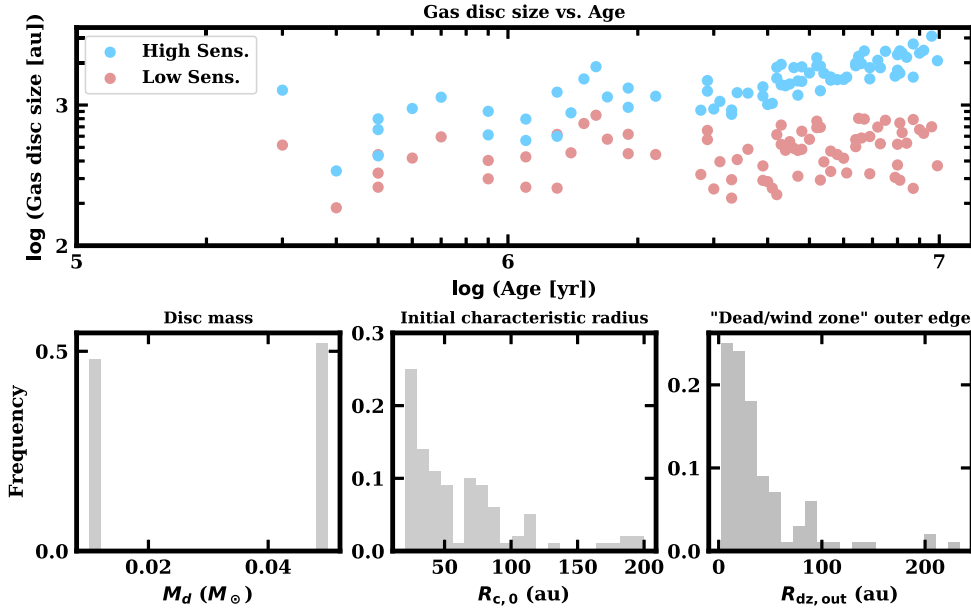 Gas disc size vs. Age
log (Gas disc size [au])
High Sens.
Low Sens.
3
2
5
6
7
log (Age [yr])
Disc mass
Initial characteristic radius
"Dead/wind zone" outer edge
Frequency
0.5
0.0
0.02
0.04
M_d (M_⊙)
0.3
0.2
0.1
0.0
50
100
150
200
R_{c,0} (au)
0.2
0.1
0.0
0
100
200
R_{dz,out} (au)